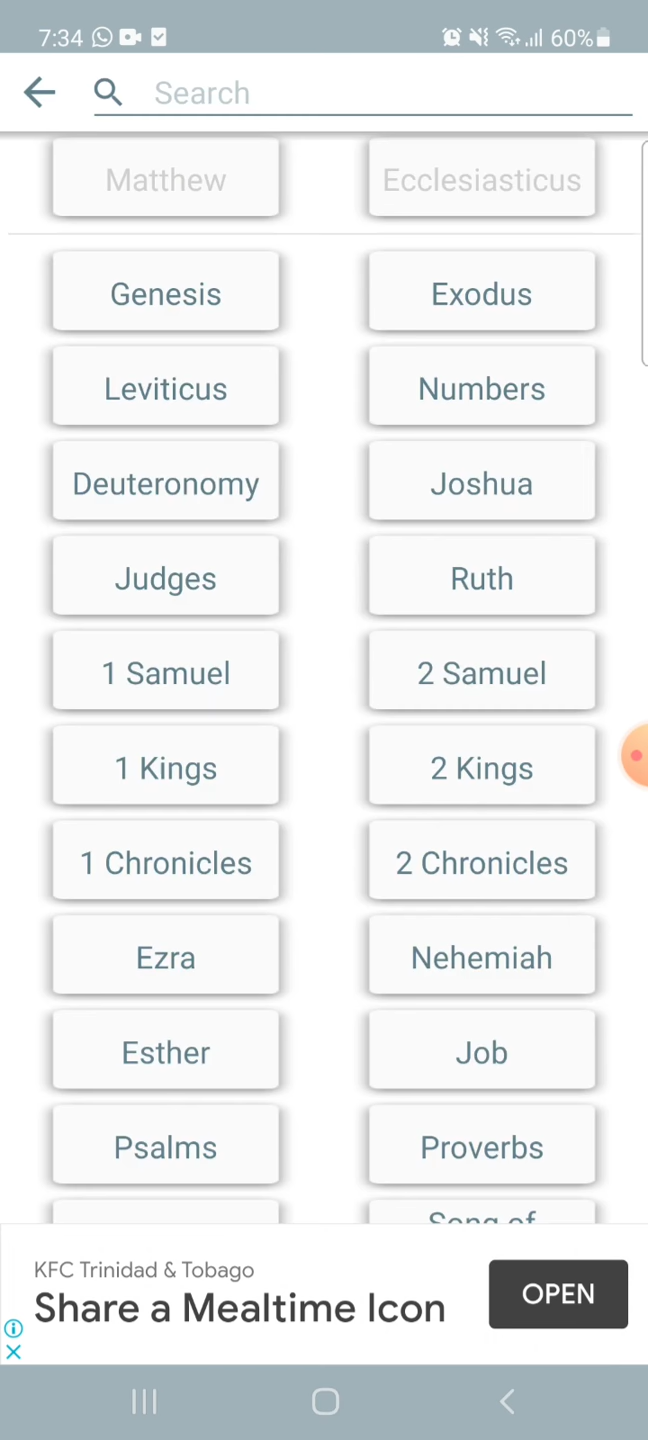 7:34 60%
Search
Matthew Ecclesiasticus
Genesis Exodus
Leviticus Numbers
Deuteronomy Joshua
Judges Ruth
1 Samuel 2 Samuel
1 Kings 2 Kings
1 Chronicles 2 Chronicles
Ezra Nehemiah
Esther Job
Psalms Proverbs
Song of
KFC Trinidad & Tobago
Share a Mealtime Icon
OPEN